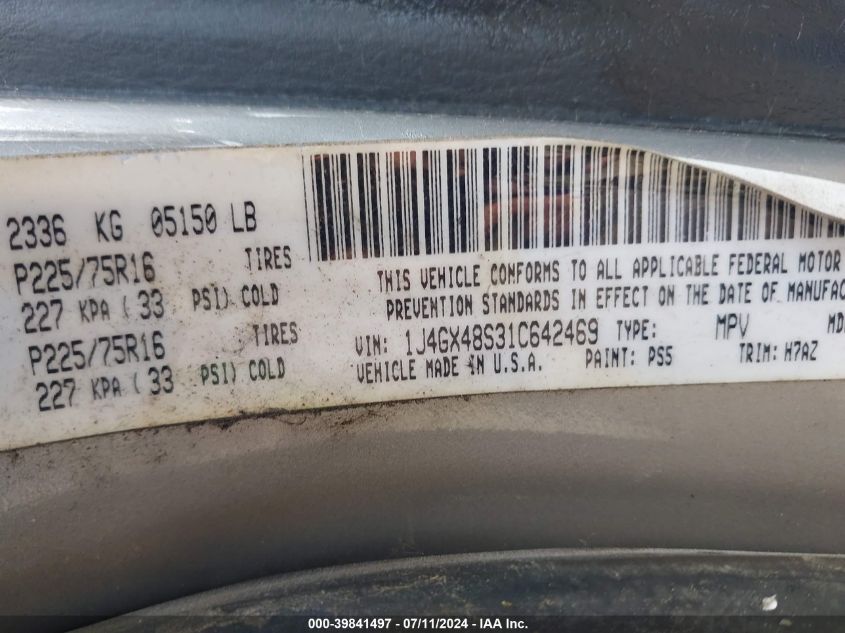 2336 KG 05150 LB
P225/75R16 TIRES
227 KPA ( 33 PSI) COLD
P225/75R16 TIRES
227 KPA ( 33 PSI) COLD
THIS VEHICLE CONFORMS TO ALL APPLICABLE FEDERAL MOTOR
PREVENTION STANDARDS IN EFFECT ON THE DATE OF MANUFAC
VIN: 1J4GX48S31C642469 TYPE: MPV MD
VEHICLE MADE IN U.S.A. PAINT: PS5 TRIM: H7AZ
000-39841497 - 07/11/2024 - IAA Inc.